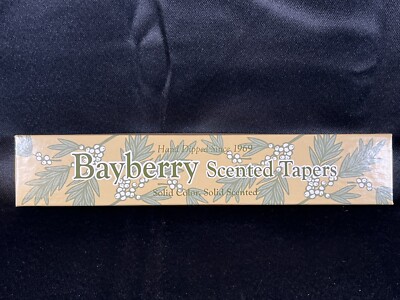 Hand Dipped Since 1969
Bayberry Scented Tapers
Solid Color, Solid Scented